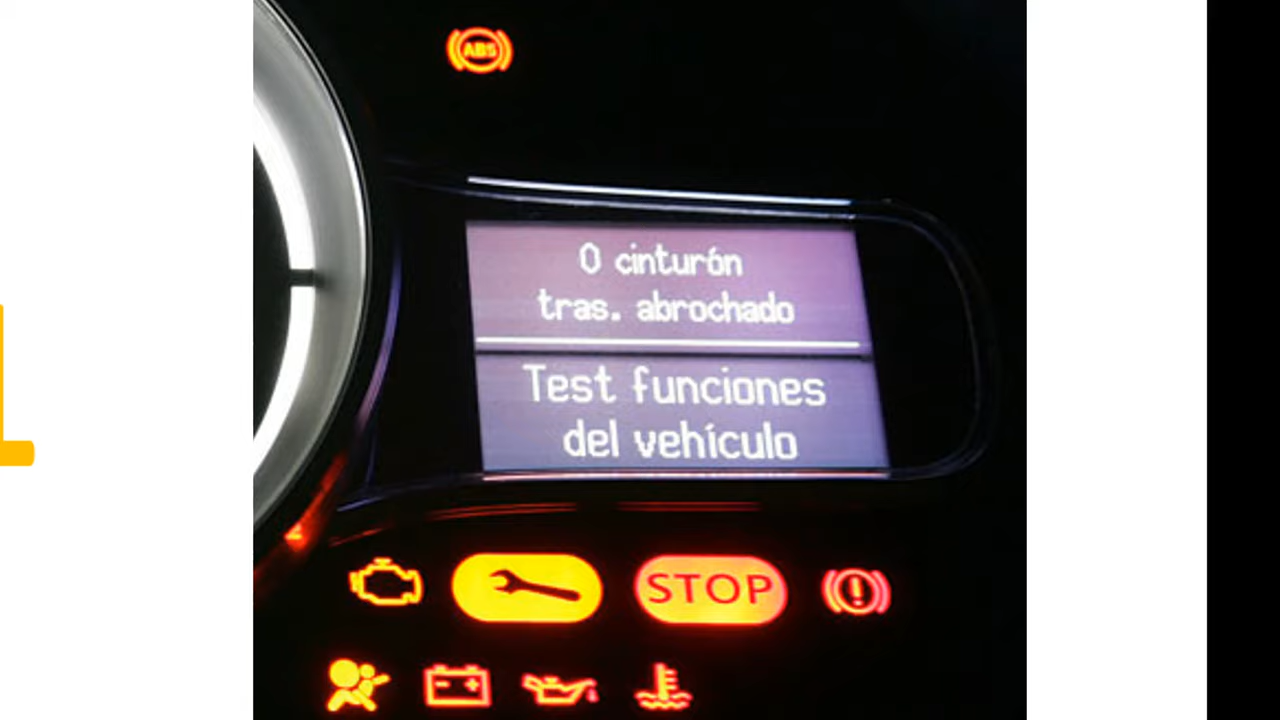 ABS
0 cinturón
tras. abrochado
Test funciones
del vehículo
STOP